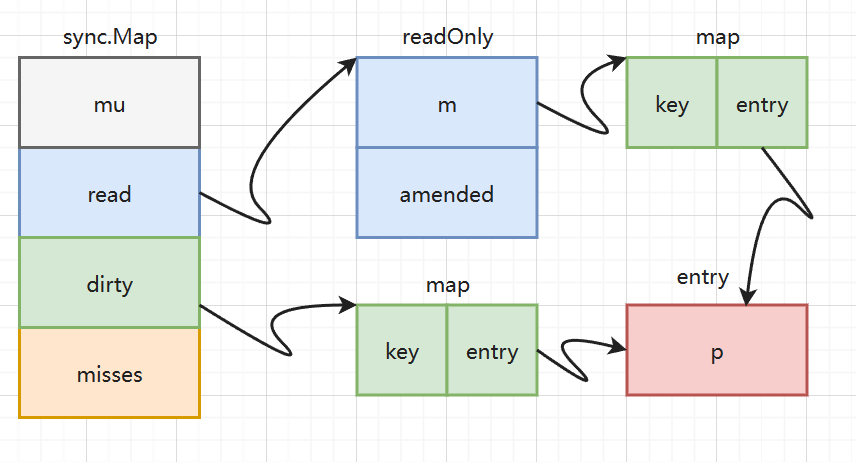 sync.Map
readOnly
map
mu
m
key
entry
read
amended
dirty
map
entry
key
entry
p
misses